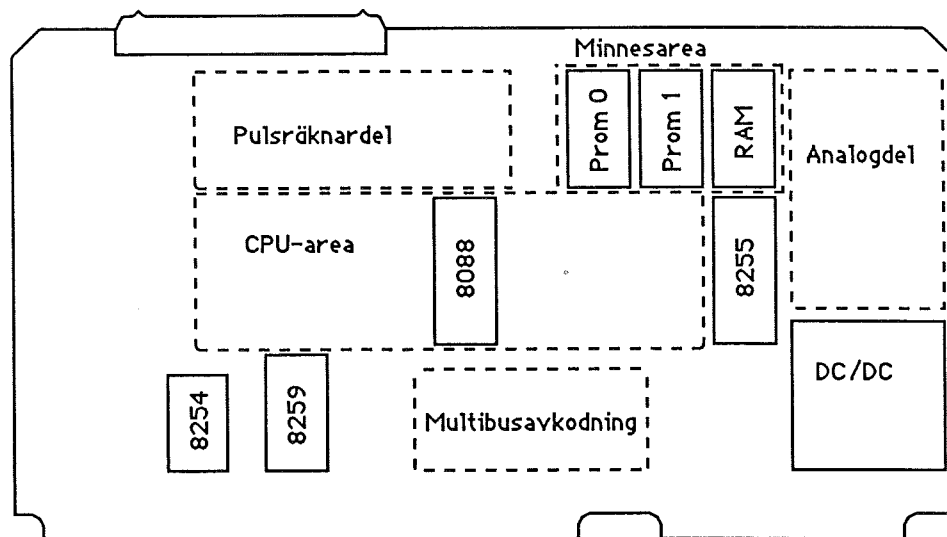 Minnesarea
Pulsräknardel
Prom 0
Prom 1
RAM
Analogdel
CPU-area
8088
8255
DC/DC
8254
8259
Multibusavkodning